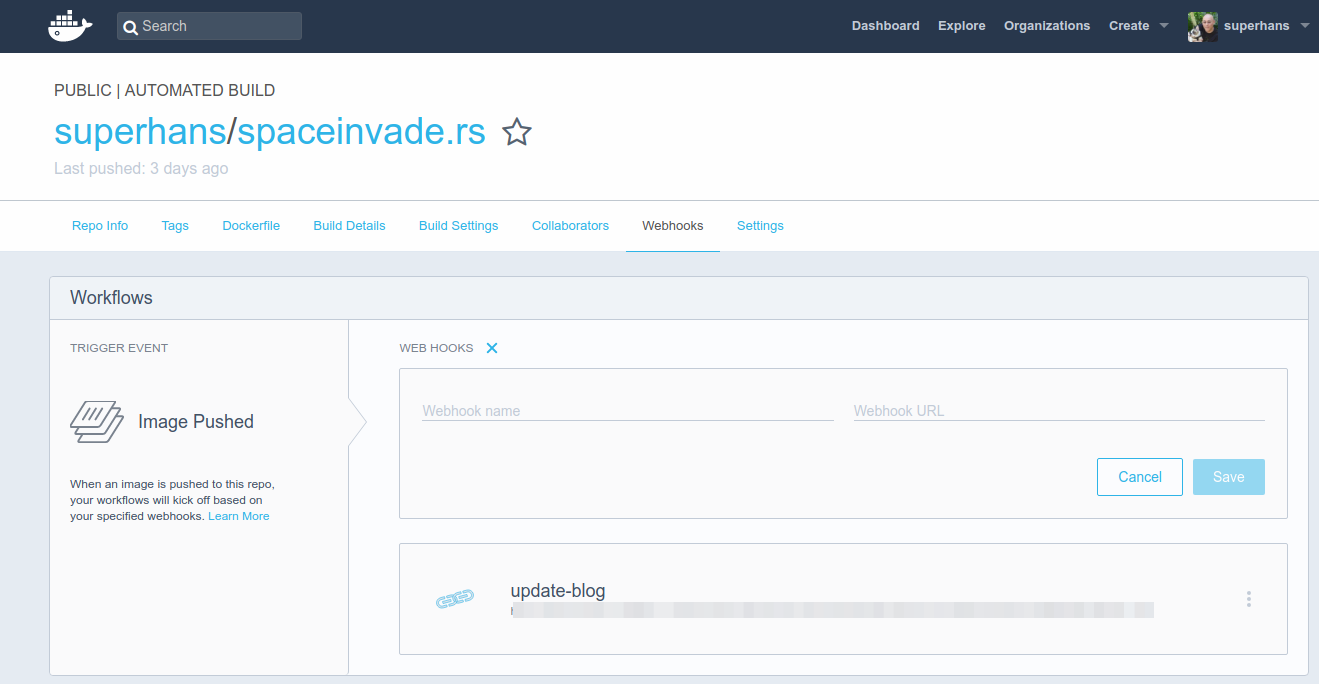 Search
Dashboard Explore Organizations Create superhans
PUBLIC | AUTOMATED BUILD
superhans/spaceinvade.rs
Last pushed: 3 days ago
Repo Info Tags Dockerfile Build Details Build Settings Collaborators Webhooks Settings
Workflows
TRIGGER EVENT
Image Pushed
When an image is pushed to this repo,
your workflows will kick off based on
your specified webhooks. Learn More
WEB HOOKS
Webhook name Webhook URL
Cancel Save
update-blog